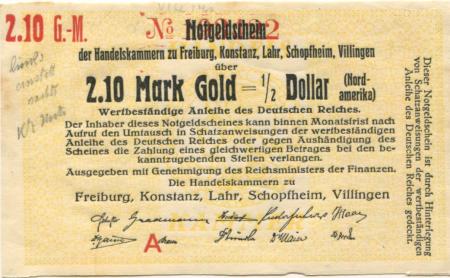 2.10 G.-M.
No
Notgeldschein
der Handelskammern zu Freiburg, Konstanz, Lahr, Schopfheim, Villingen
über
2.10 Mark Gold = 1/2 Dollar (Nord-
amerika)
Wertbeständige Anleihe des Deutschen Reiches.
Der Inhaber dieses Notgeldscheines kann binnen Monatsfrist nach
Aufruf den Umtausch in Schatzanweisungen der wertbeständigen
Anleihe des Deutschen Reiches oder gegen Aushändigung des
Scheines die Zahlung eines gleichwertigen Betrages bei den be-
kanntzugebenden Stellen verlangen.
Ausgegeben mit Genehmigung des Reichsministers der Finanzen.
Die Handelskammern zu
Freiburg, Konstanz, Lahr, Schopfheim, Villingen
A
Dieser Notgeldschein ist durch Hinterlegung
von Schatzanweisungen der wertbeständigen
Anleihe des Deutschen Reiches gedeckt.